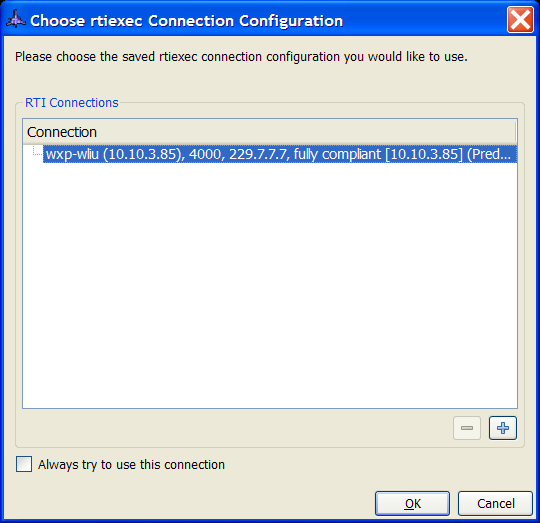 Choose rtiexec Connection Configuration
Please choose the saved rtiexec connection configuration you would like to use.
RTI Connections
Connection
wxp-wliu (10.10.3.85), 4000, 229.7.7.7, fully compliant [10.10.3.85] (Pred...
Always try to use this connection
OK
Cancel